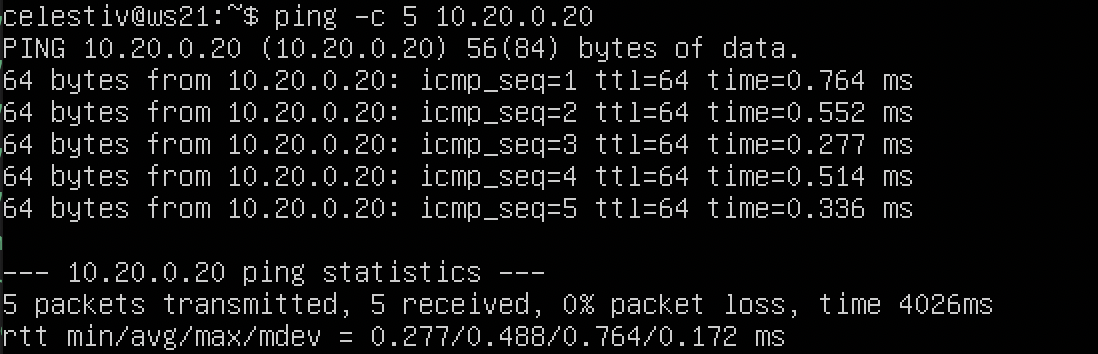 celestiv@ws21:~$ ping -c 5 10.20.0.20
PING 10.20.0.20 (10.20.0.20) 56(84) bytes of data.
64 bytes from 10.20.0.20: icmp_seq=1 ttl=64 time=0.764 ms
64 bytes from 10.20.0.20: icmp_seq=2 ttl=64 time=0.552 ms
64 bytes from 10.20.0.20: icmp_seq=3 ttl=64 time=0.277 ms
64 bytes from 10.20.0.20: icmp_seq=4 ttl=64 time=0.514 ms
64 bytes from 10.20.0.20: icmp_seq=5 ttl=64 time=0.336 ms

--- 10.20.0.20 ping statistics ---
5 packets transmitted, 5 received, 0% packet loss, time 4026ms
rtt min/avg/max/mdev = 0.277/0.488/0.764/0.172 ms